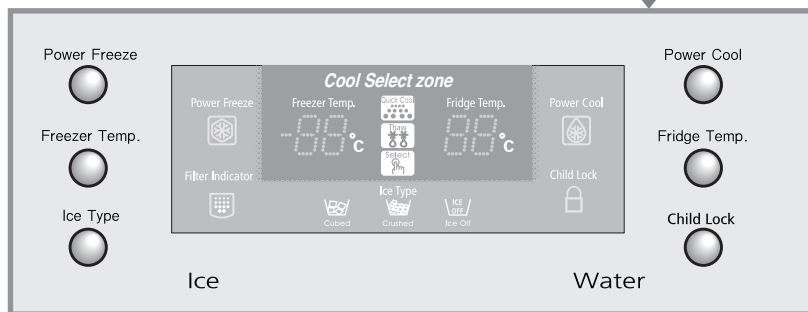 Power Freeze
Freezer Temp.
Ice Type
Cool Select zone
Power Freeze
Freezer Temp.
Quick Cool
Fridge Temp.
Power Cool
-88°C
Thaw
88°C
Select
Filter Indicator
Child Lock
Ice Type
Cubed
Crushed
ICE
OFF
Ice Off
Power Cool
Fridge Temp.
Child Lock
Ice
Water